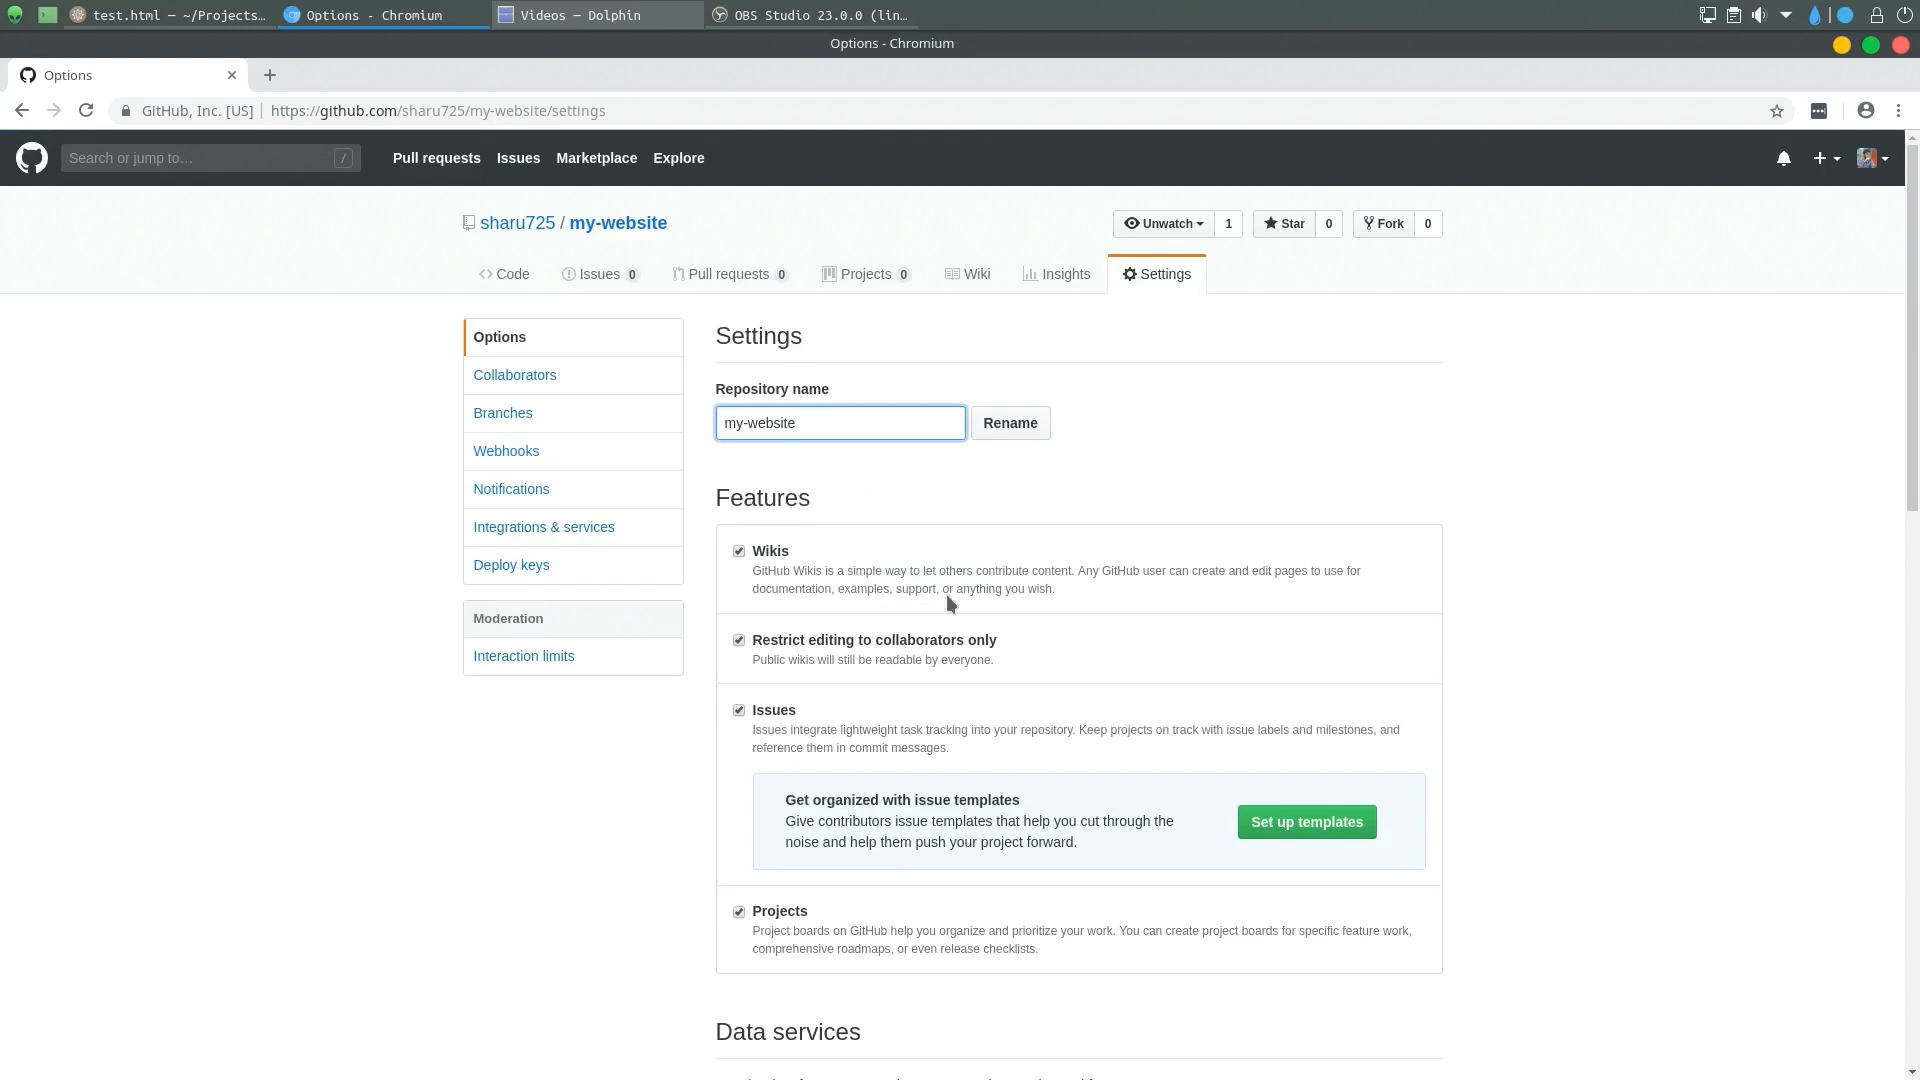 test.html — ~/Projects…
Options - Chromium
Videos — Dolphin
OBS Studio 23.0.0 (lin…
Options - Chromium
Options
GitHub, Inc. [US] https://github.com/sharu725/my-website/settings
Search or jump to… /
Pull requests Issues Marketplace Explore
sharu725 / my-website
Unwatch 1 Star 0 Fork 0
Code Issues 0 Pull requests 0 Projects 0 Wiki Insights Settings
Options
Collaborators
Branches
Webhooks
Notifications
Integrations & services
Deploy keys
Moderation
Interaction limits
Settings
Repository name
my-website Rename
Features
Wikis
GitHub Wikis is a simple way to let others contribute content. Any GitHub user can create and edit pages to use for
documentation, examples, support, or anything you wish.
Restrict editing to collaborators only
Public wikis will still be readable by everyone.
Issues
Issues integrate lightweight task tracking into your repository. Keep projects on track with issue labels and milestones, and
reference them in commit messages.
Get organized with issue templates
Give contributors issue templates that help you cut through the
noise and help them push your project forward.
Set up templates
Projects
Project boards on GitHub help you organize and prioritize your work. You can create project boards for specific feature work,
comprehensive roadmaps, or even release checklists.
Data services